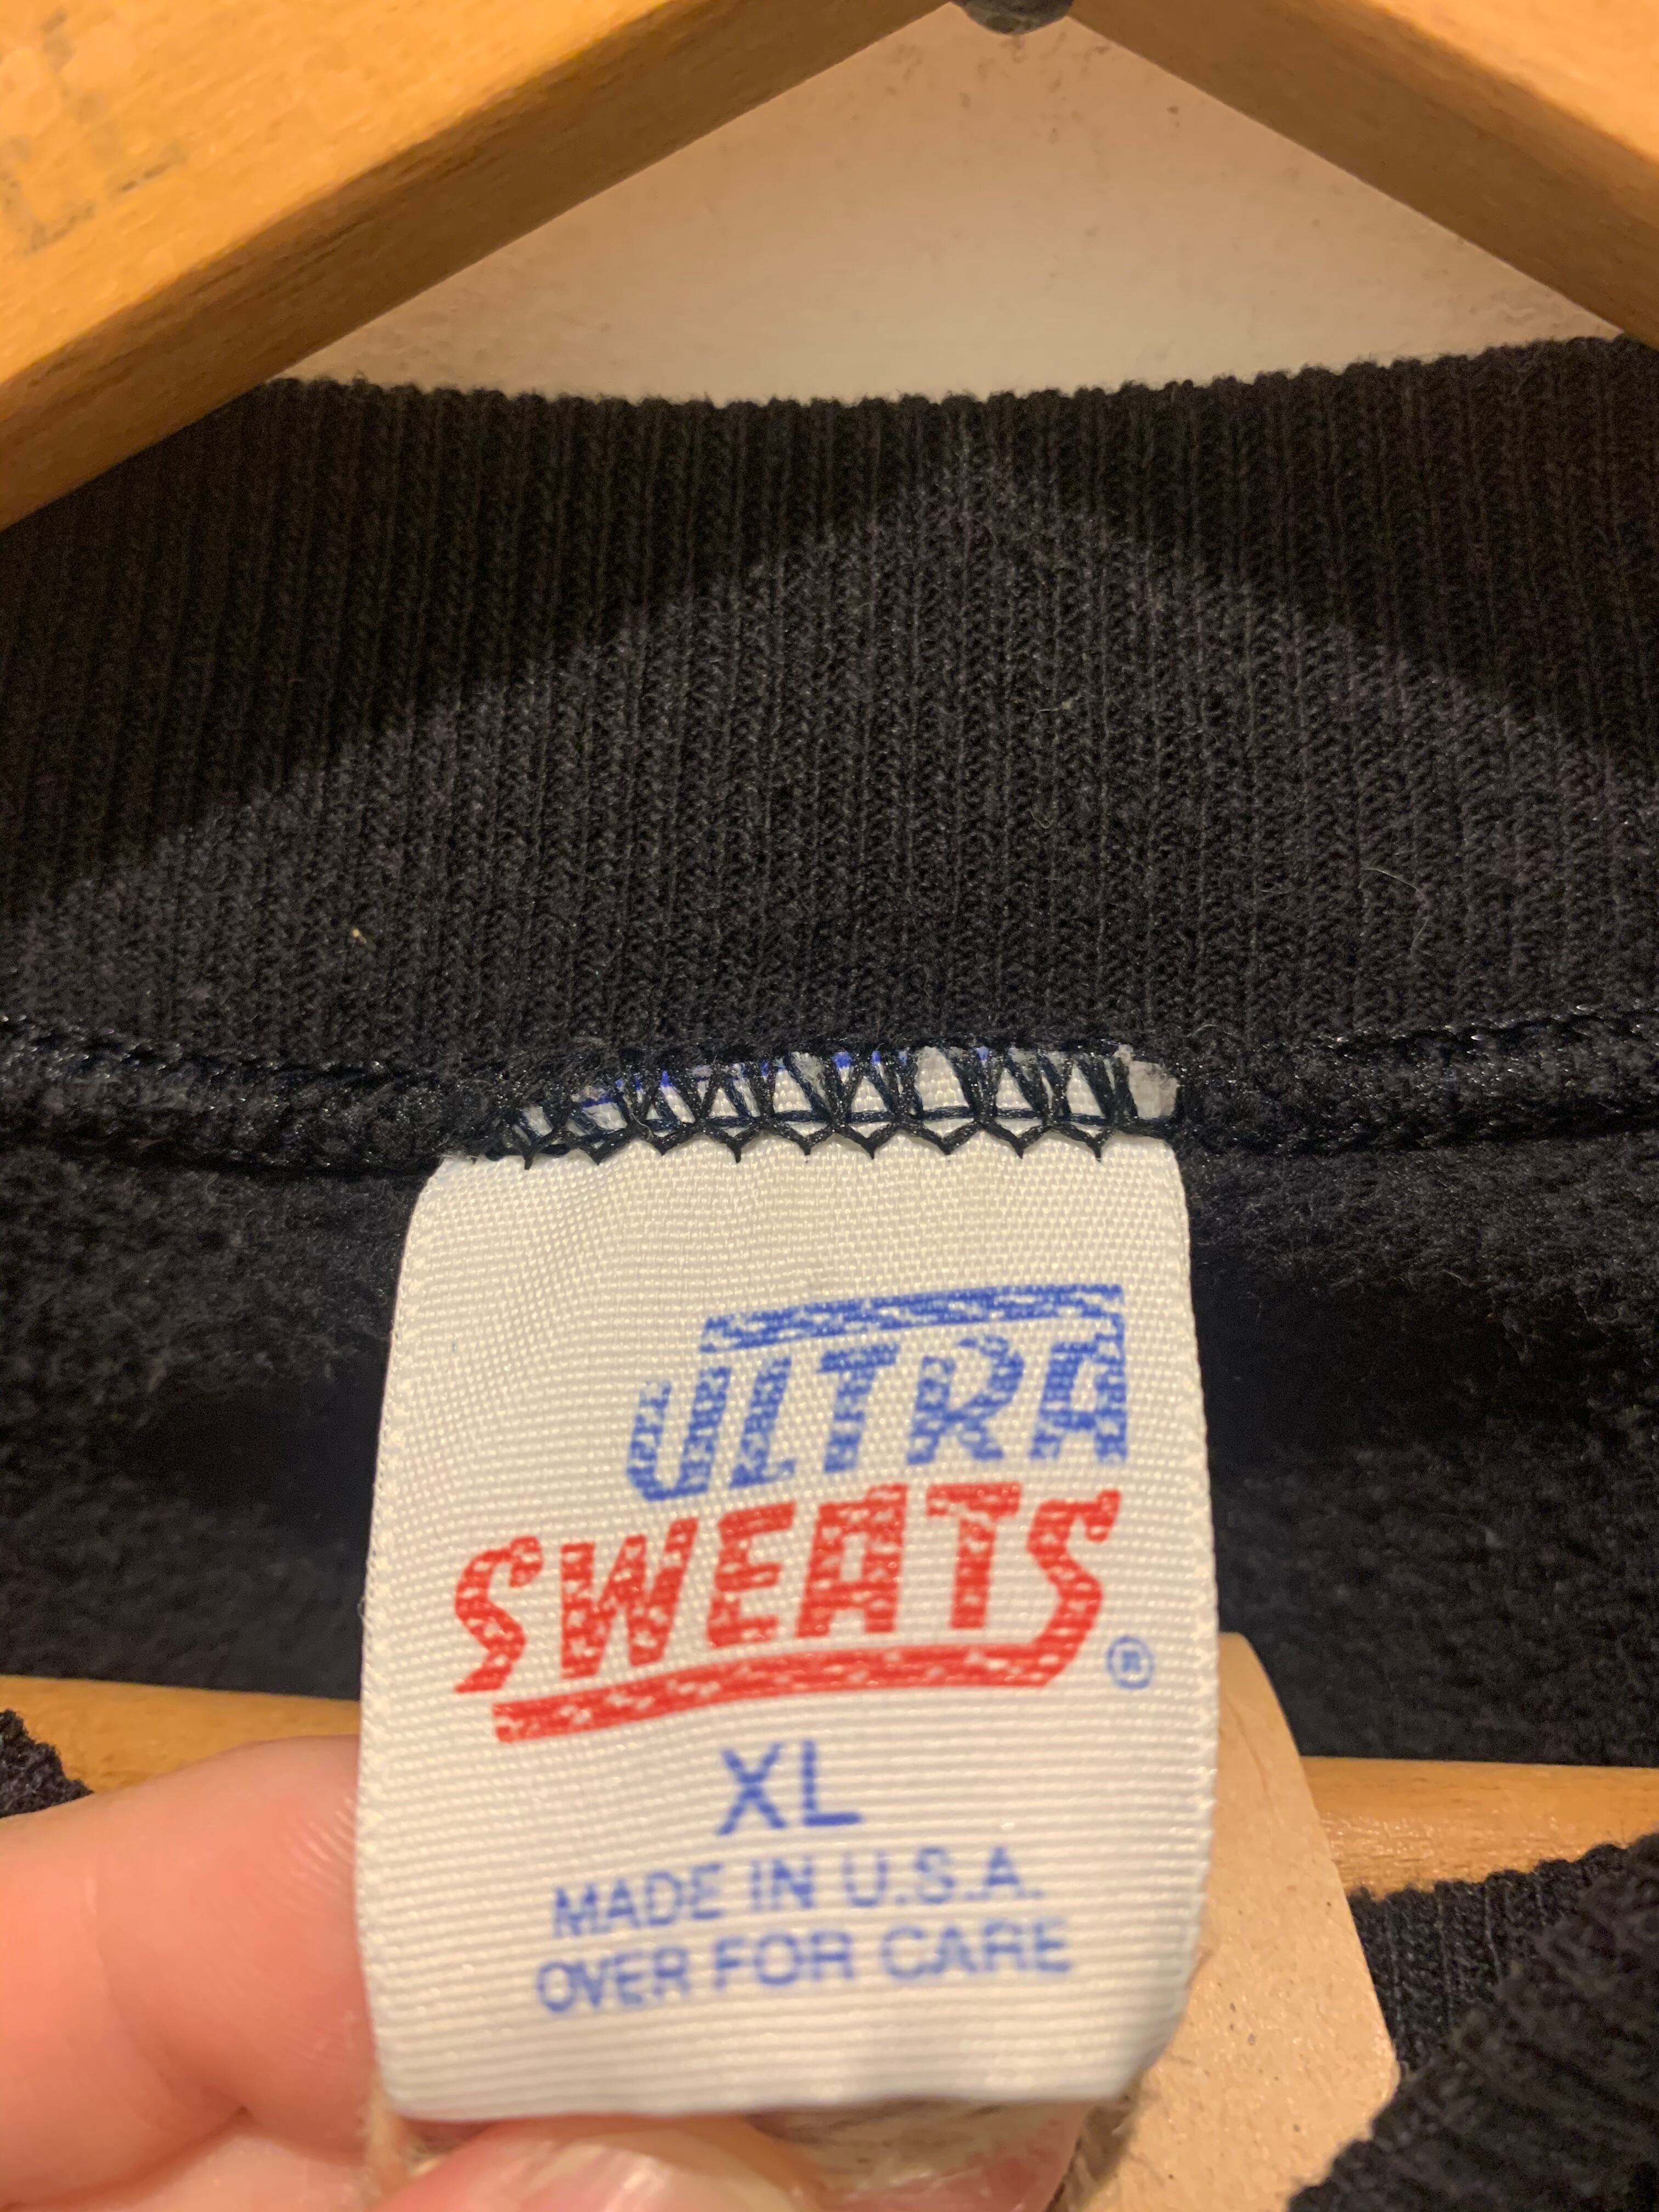 ULTRA
SWEATS ®
XL
MADE IN U.S.A.
OVER FOR CARE